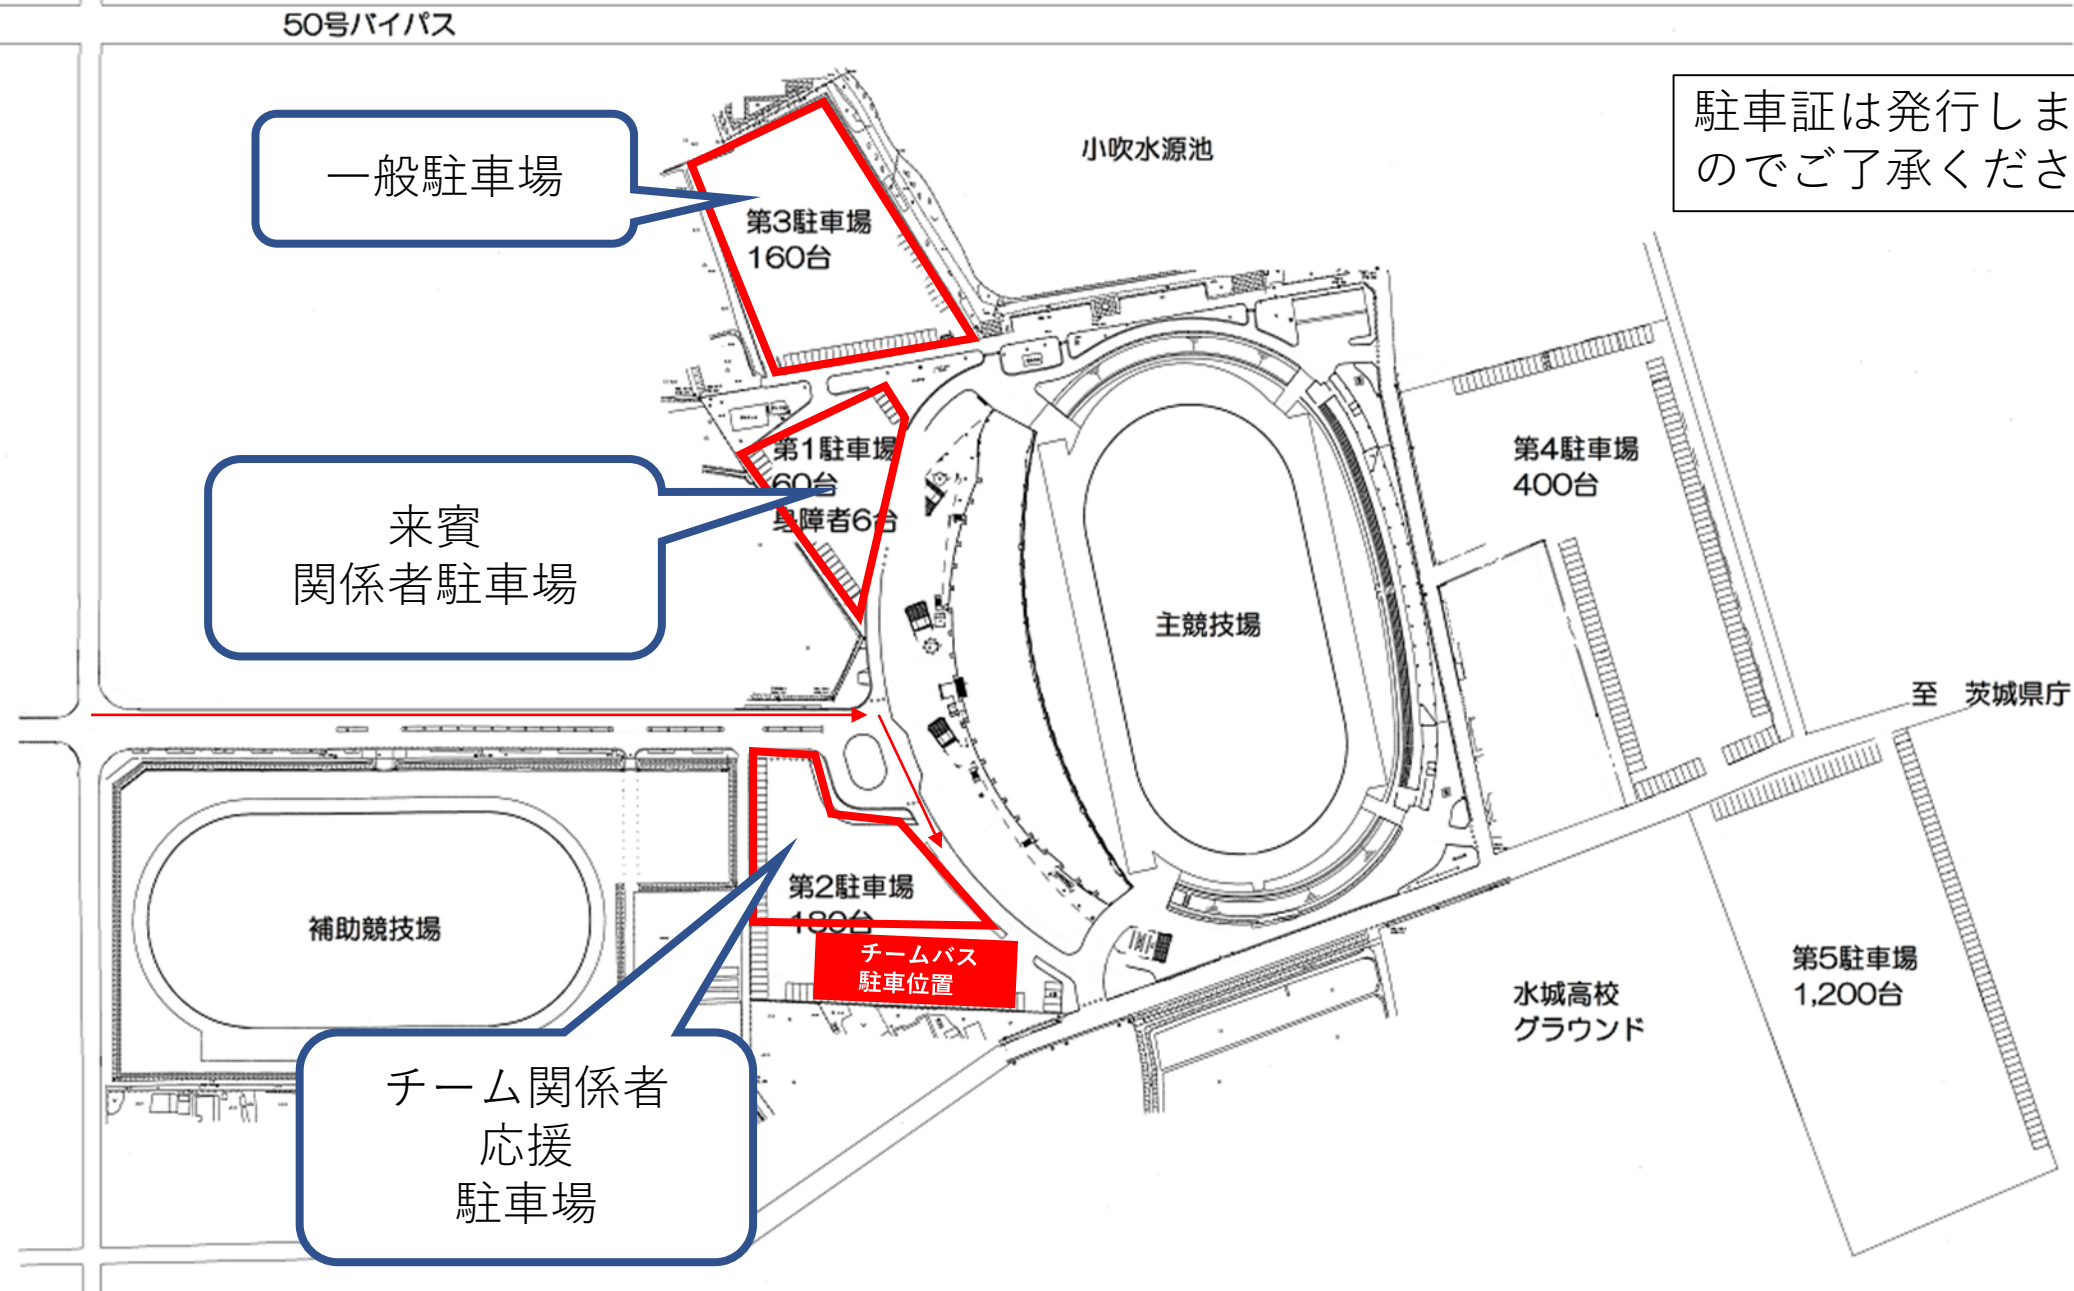 50号バイパス
駐車証は発行しま
のでご了承くださ
一般駐車場
小吹水源池
第3駐車場
160台
第1駐車場
60台
身障者6台
来賓
関係者駐車場
第4駐車場
400台
主競技場
至　茨城県庁
第2駐車場
180台
補助競技場
チームバス
駐車位置
第5駐車場
1,200台
水城高校
グラウンド
チーム関係者
応援
駐車場